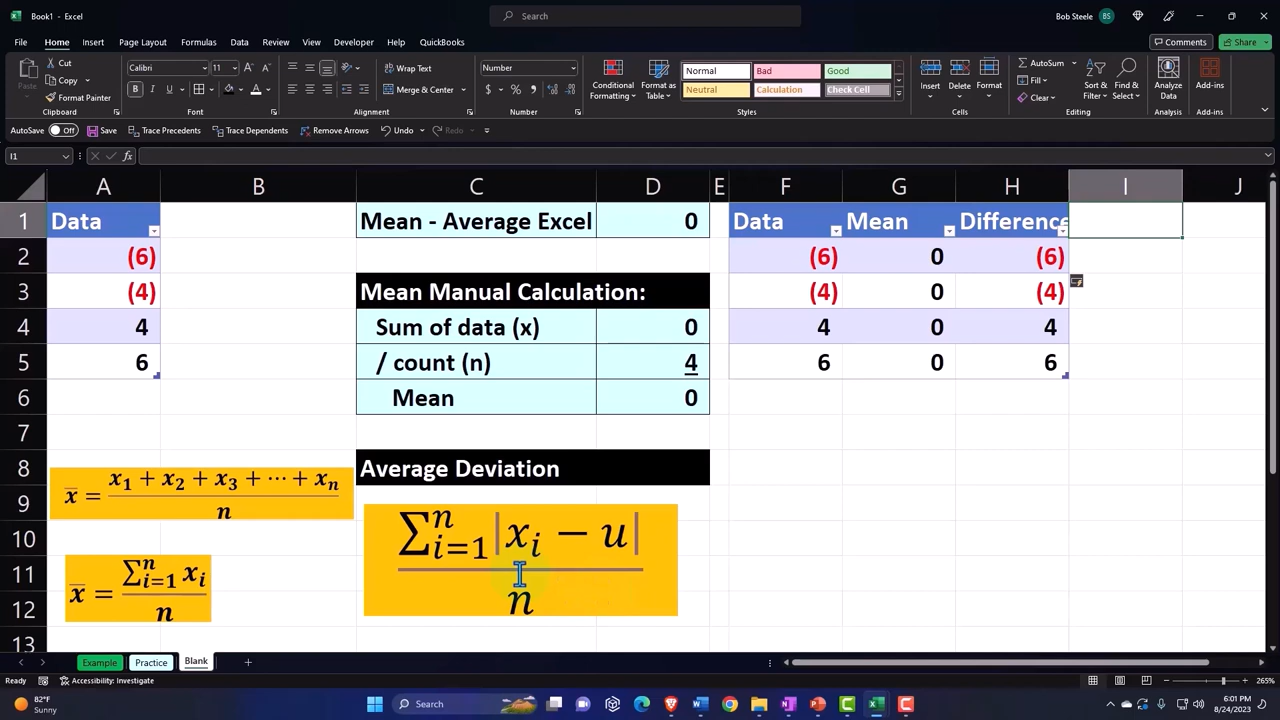 Book1 - Excel
Search
Bob Steele BS
File Home Insert Page Layout Formulas Data Review View Developer Help QuickBooks
Comments Share
Cut
Copy
Format Painter
Paste
Clipboard
Calibri 11
B I U
Font
Wrap Text
Merge & Center
Alignment
Number
$ % ,
Number
Conditional Formatting
Format as Table
Normal Bad Good
Neutral Calculation Check Cell
Styles
Insert Delete Format
Cells
AutoSum
Fill
Clear
Sort & Filter
Find & Select
Editing
Analyze Data
Analysis
Add-ins
Add-ins
AutoSave Off Save Trace Precedents Trace Dependents Remove Arrows Undo
I1 fx
A B C D E F G H I J
1 Data Mean - Average Excel 0 Data Mean Difference
2 (6) (6) 0 (6)
3 (4) Mean Manual Calculation: (4) 0 (4)
4 4 Sum of data (x) 0 4 0 4
5 6 / count (n) 4 6 0 6
6 Mean 0
7
8 Average Deviation
9
10
11
12
13
x̄ = x₁ + x₂ + x₃ + ⋯ + xₙ
n
x̄ = ∑ⁿᵢ₌₁ xᵢ
n
∑ⁿᵢ₌₁ |xᵢ − u|
n
Example Practice Blank +
Ready Accessibility: Investigate 265%
82°F
Sunny
Search
6:01 PM
8/24/2023